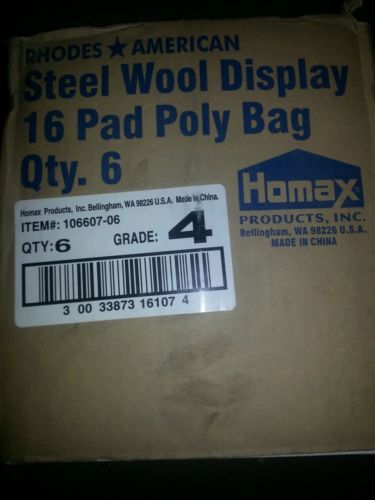 RHODES★AMERICAN
Steel Wool Display
16 Pad Poly Bag
Qty. 6
Homax
PRODUCTS, INC.
Bellingham, WA 98226 U.S.A.
MADE IN CHINA
Homax Products, Inc. Bellingham, WA 98226 U.S.A. Made in China.
ITEM#: 106607-06
QTY: 6 GRADE: 4
3 00 33873 16107 4